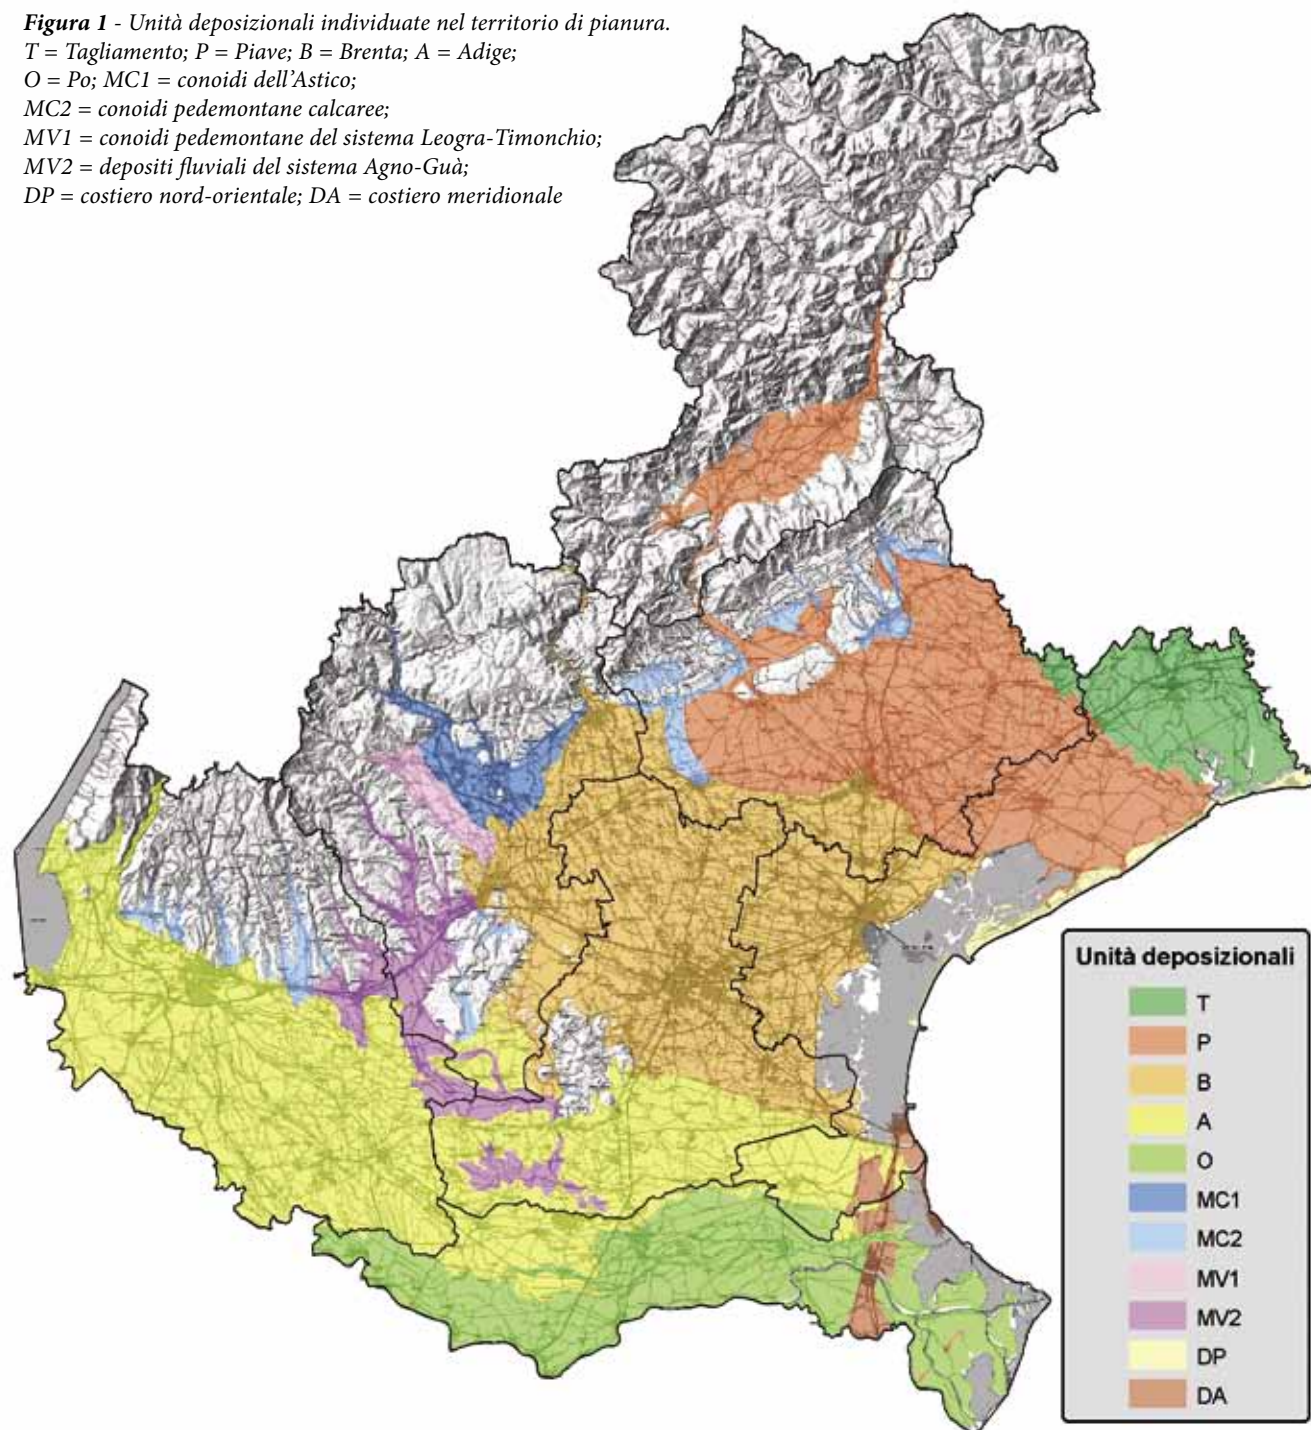 Figura 1 - Unità deposizionali individuate nel territorio di pianura.
T = Tagliamento; P = Piave; B = Brenta; A = Adige;
O = Po; MC1 = conoidi dell'Astico;
MC2 = conoidi pedemontane calcaree;
MV1 = conoidi pedemontane del sistema Leogra-Timonchio;
MV2 = depositi fluviali del sistema Agno-Guà;
DP = costiero nord-orientale; DA = costiero meridionale
Unità deposizionali
T
P
B
A
O
MC1
MC2
MV1
MV2
DP
DA